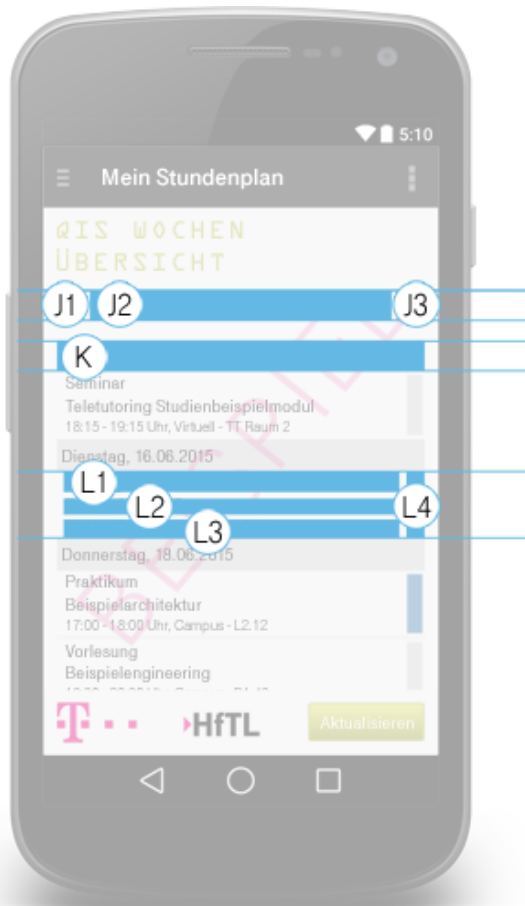 5:10
Mein Stundenplan
QIS WOCHEN
ÜBERSICHT
J1 J2 J3
K
Seminar
Teletutoring Studienbeispielmodul
18:15 - 19:15 Uhr, Virtuell - TT Raum 2
Dienstag, 16.06.2015
L1
L2 L4
L3
Donnerstag, 18.06.2015
Praktikum
Beispielarchitektur
17:00 - 18:00 Uhr, Campus - L2.12
Vorlesung
Beispielengineering
T HfTL Aktualisieren
BEISPIEL